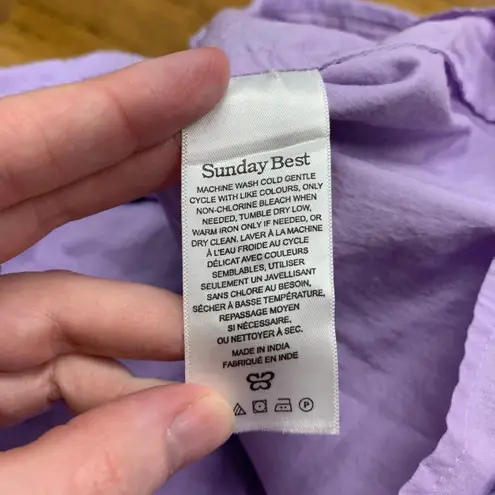 Sunday Best
MACHINE WASH COLD GENTLE
CYCLE WITH LIKE COLOURS, ONLY
NON-CHLORINE BLEACH WHEN
NEEDED, TUMBLE DRY LOW,
WARM IRON ONLY IF NEEDED, OR
DRY CLEAN. LAVER À LA MACHINE
À L'EAU FROIDE AU CYCLE
DÉLICAT AVEC COULEURS
SEMBLABLES, UTILISER
SEULEMENT UN JAVELLISANT
SANS CHLORE AU BESOIN,
SÉCHER À BASSE TEMPÉRATURE,
REPASSAGE MOYEN
SI NÉCESSAIRE,
OU NETTOYER À SEC.
MADE IN INDIA
FABRIQUÉ EN INDE
P